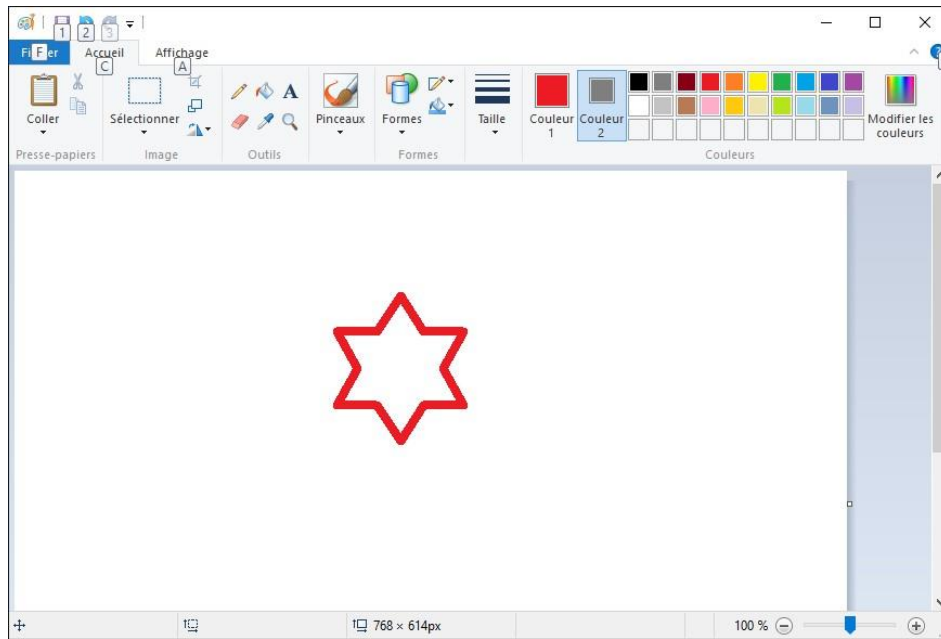 1 2 3
Fichier Accueil Affichage
F C A
Coller
Sélectionner
Pinceaux
Formes
Taille
Couleur 1
Couleur 2
Modifier les couleurs
Presse-papiers
Image
Outils
Formes
Couleurs
768 × 614px
100 %